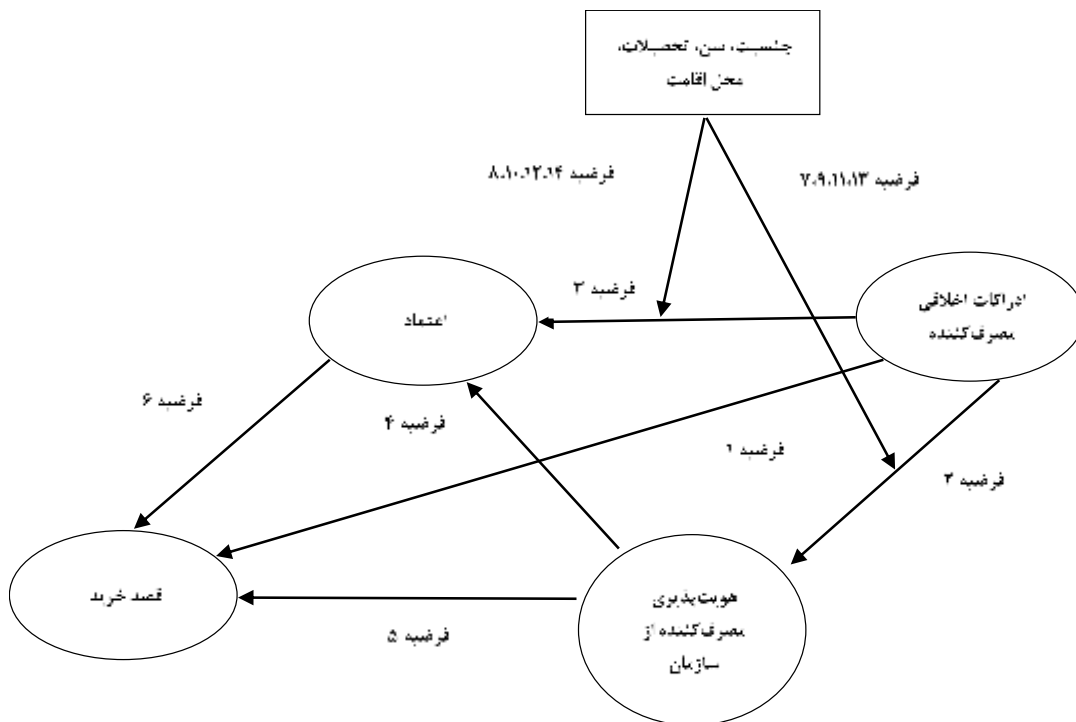 جنسیت، سن، تحصیلات،
محل اقامت
فرضیه ۸،۱۰،۱۲،۱۴
فرضیه ۷،۹،۱۱،۱۳
ادراکات اخلاقی
مصرف‌کننده
فرضیه ۳
اعتماد
فرضیه ۶
فرضیه ۴
فرضیه ۱
فرضیه ۲
قصد خرید
هویت‌پذیری
مصرف‌کننده از
سازمان
فرضیه ۵